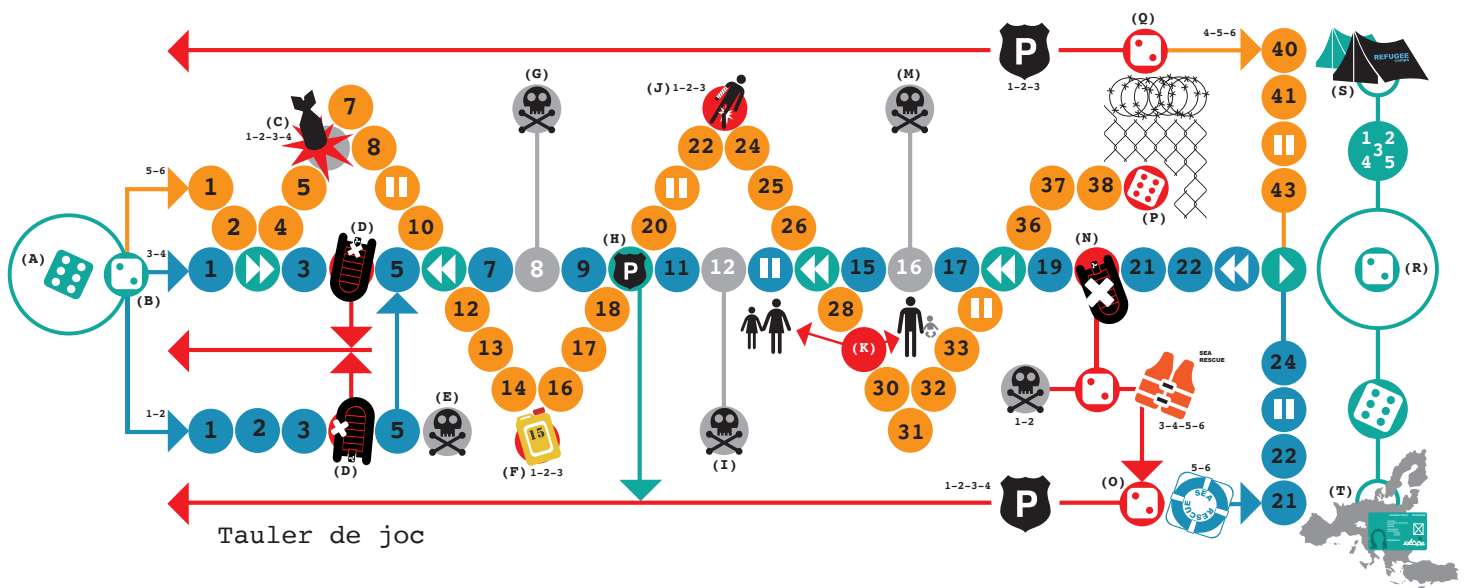 (Q)
4-5-6
40
P
1-2-3
REFUGEE
camps
(S)
(G)
(M)
(J) 1-2-3
7
41
(C)
1-2-3-4
8
22
24
1 3 2
4 5
5-6
1
5
25
37
38
43
(P)
2
4
10
20
26
36
(D)
(H)
(N)
(A)
3-4
(B)
1
3
5
7
8
9
P
11
12
15
16
17
19
21
22
(R)
12
18
28
13
17
(K)
33
SEA
RESCUE
24
14
16
30
32
1-2
3-4-5-6
(E)
1-2
1
2
3
5
15
31
22
(D)
(F) 1-2-3
(I)
5-6
1-2-3-4
P
(O)
SEA
RESCUE
21
(T)
Tauler de joc